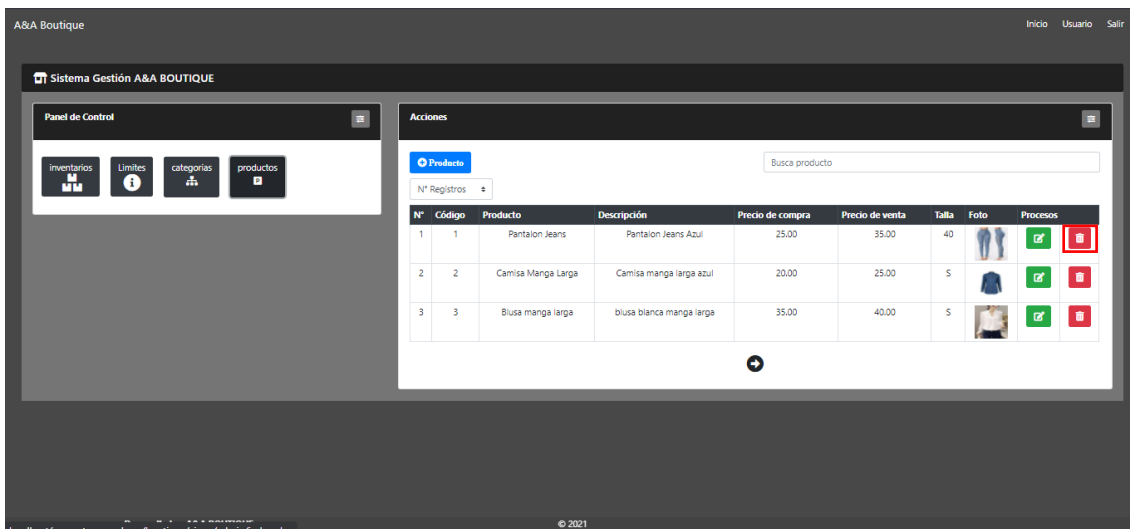 A&A Boutique
Inicio Usuario Salir
Sistema Gestión A&A BOUTIQUE
Panel de Control
inventarios Limites categorias productos
Acciones
Producto
Busca producto
N° Registros
N° Código Producto Descripción Precio de compra Precio de venta Talla Foto Procesos
1 1 Pantalon Jeans Pantalon Jeans Azul 25.00 35.00 40
2 2 Camisa Manga Larga Camisa manga larga azul 20.00 25.00 S
3 3 Blusa manga larga blusa blanca manga larga 35.00 40.00 S
© 2021